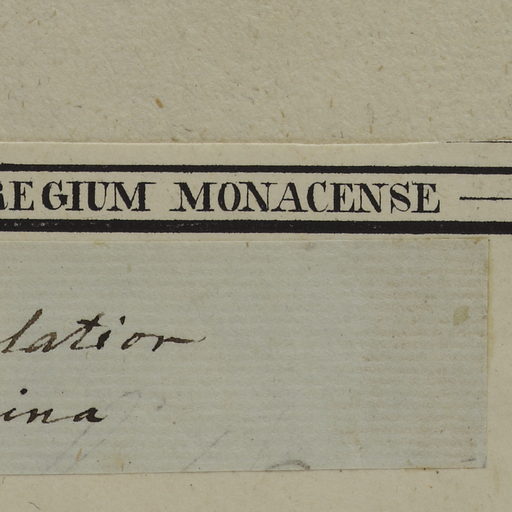 REGIUM MONACENSE
latior
ina